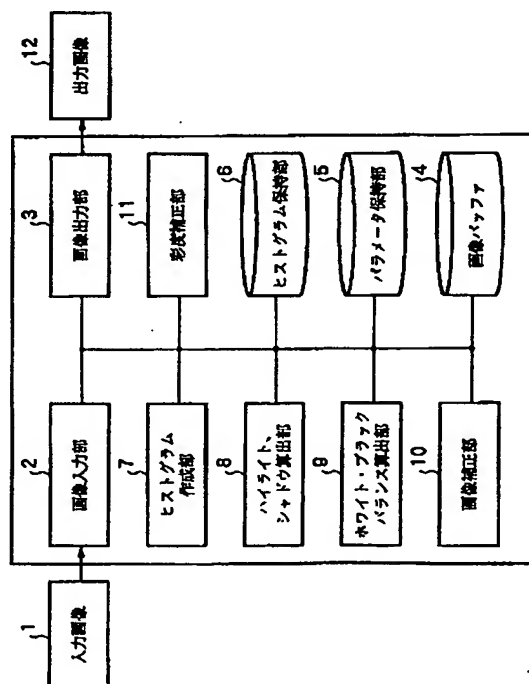 1
入力画像
2
画像入力部
7
ヒストグラム
作成部
8
ハイライト、
シャドウ算出部
9
ホワイト・ブラック
バランス算出部
10
画像補正部
3
画像出力部
11
彩度補正部
6
ヒストグラム保持部
5
パラメータ保持部
4
画像バッファ
12
出力画像